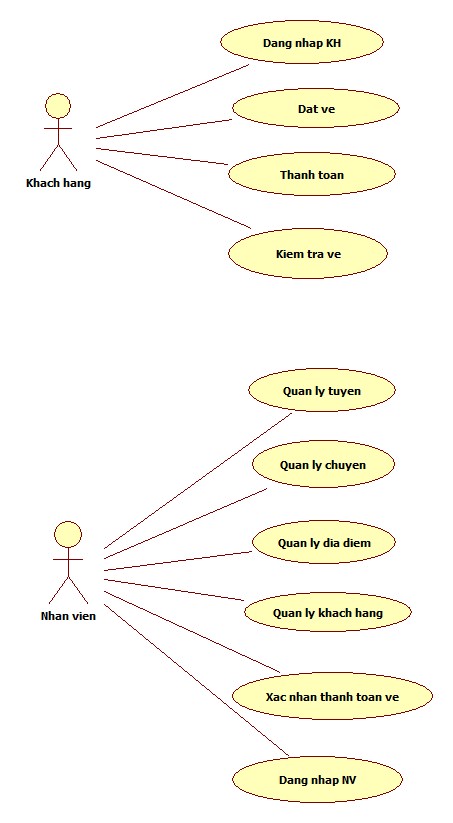 Dang nhap KH
Dat ve
Thanh toan
Khach hang
Kiem tra ve
Quan ly tuyen
Quan ly chuyen
Quan ly dia diem
Quan ly khach hang
Nhan vien
Xac nhan thanh toan ve
Dang nhap NV